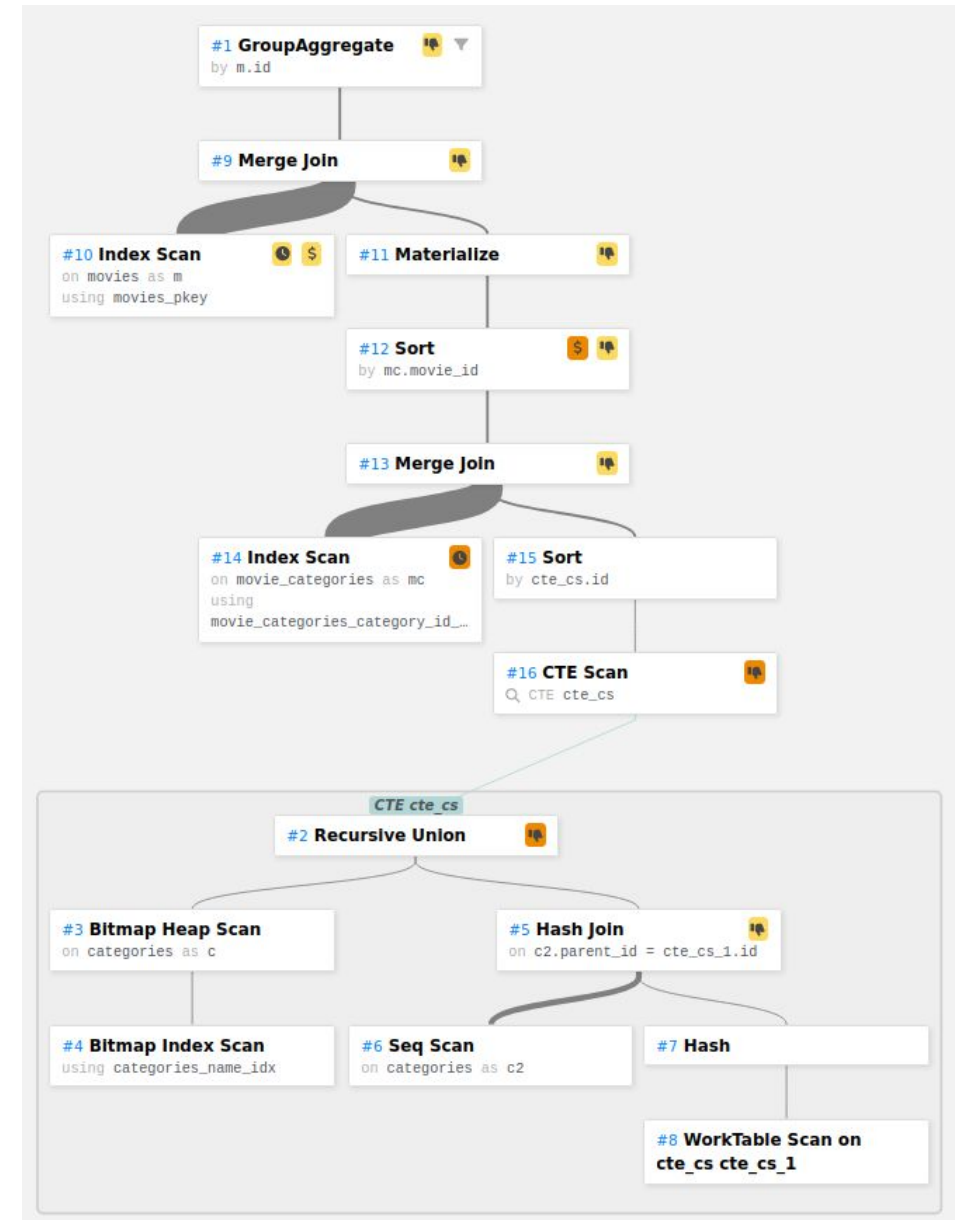 #1 GroupAggregate
by m.id
#9 Merge Join
#10 Index Scan $
on movies as m
using movies_pkey
#11 Materialize
#12 Sort $
by mc.movie_id
#13 Merge Join
#14 Index Scan
on movie_categories as mc
using
movie_categories_category_id_…
#15 Sort
by cte_cs.id
#16 CTE Scan
CTE cte_cs
CTE cte_cs
#2 Recursive Union
#3 Bitmap Heap Scan
on categories as c
#5 Hash Join
on c2.parent_id = cte_cs_1.id
#4 Bitmap Index Scan
using categories_name_idx
#6 Seq Scan
on categories as c2
#7 Hash
#8 WorkTable Scan on
cte_cs cte_cs_1